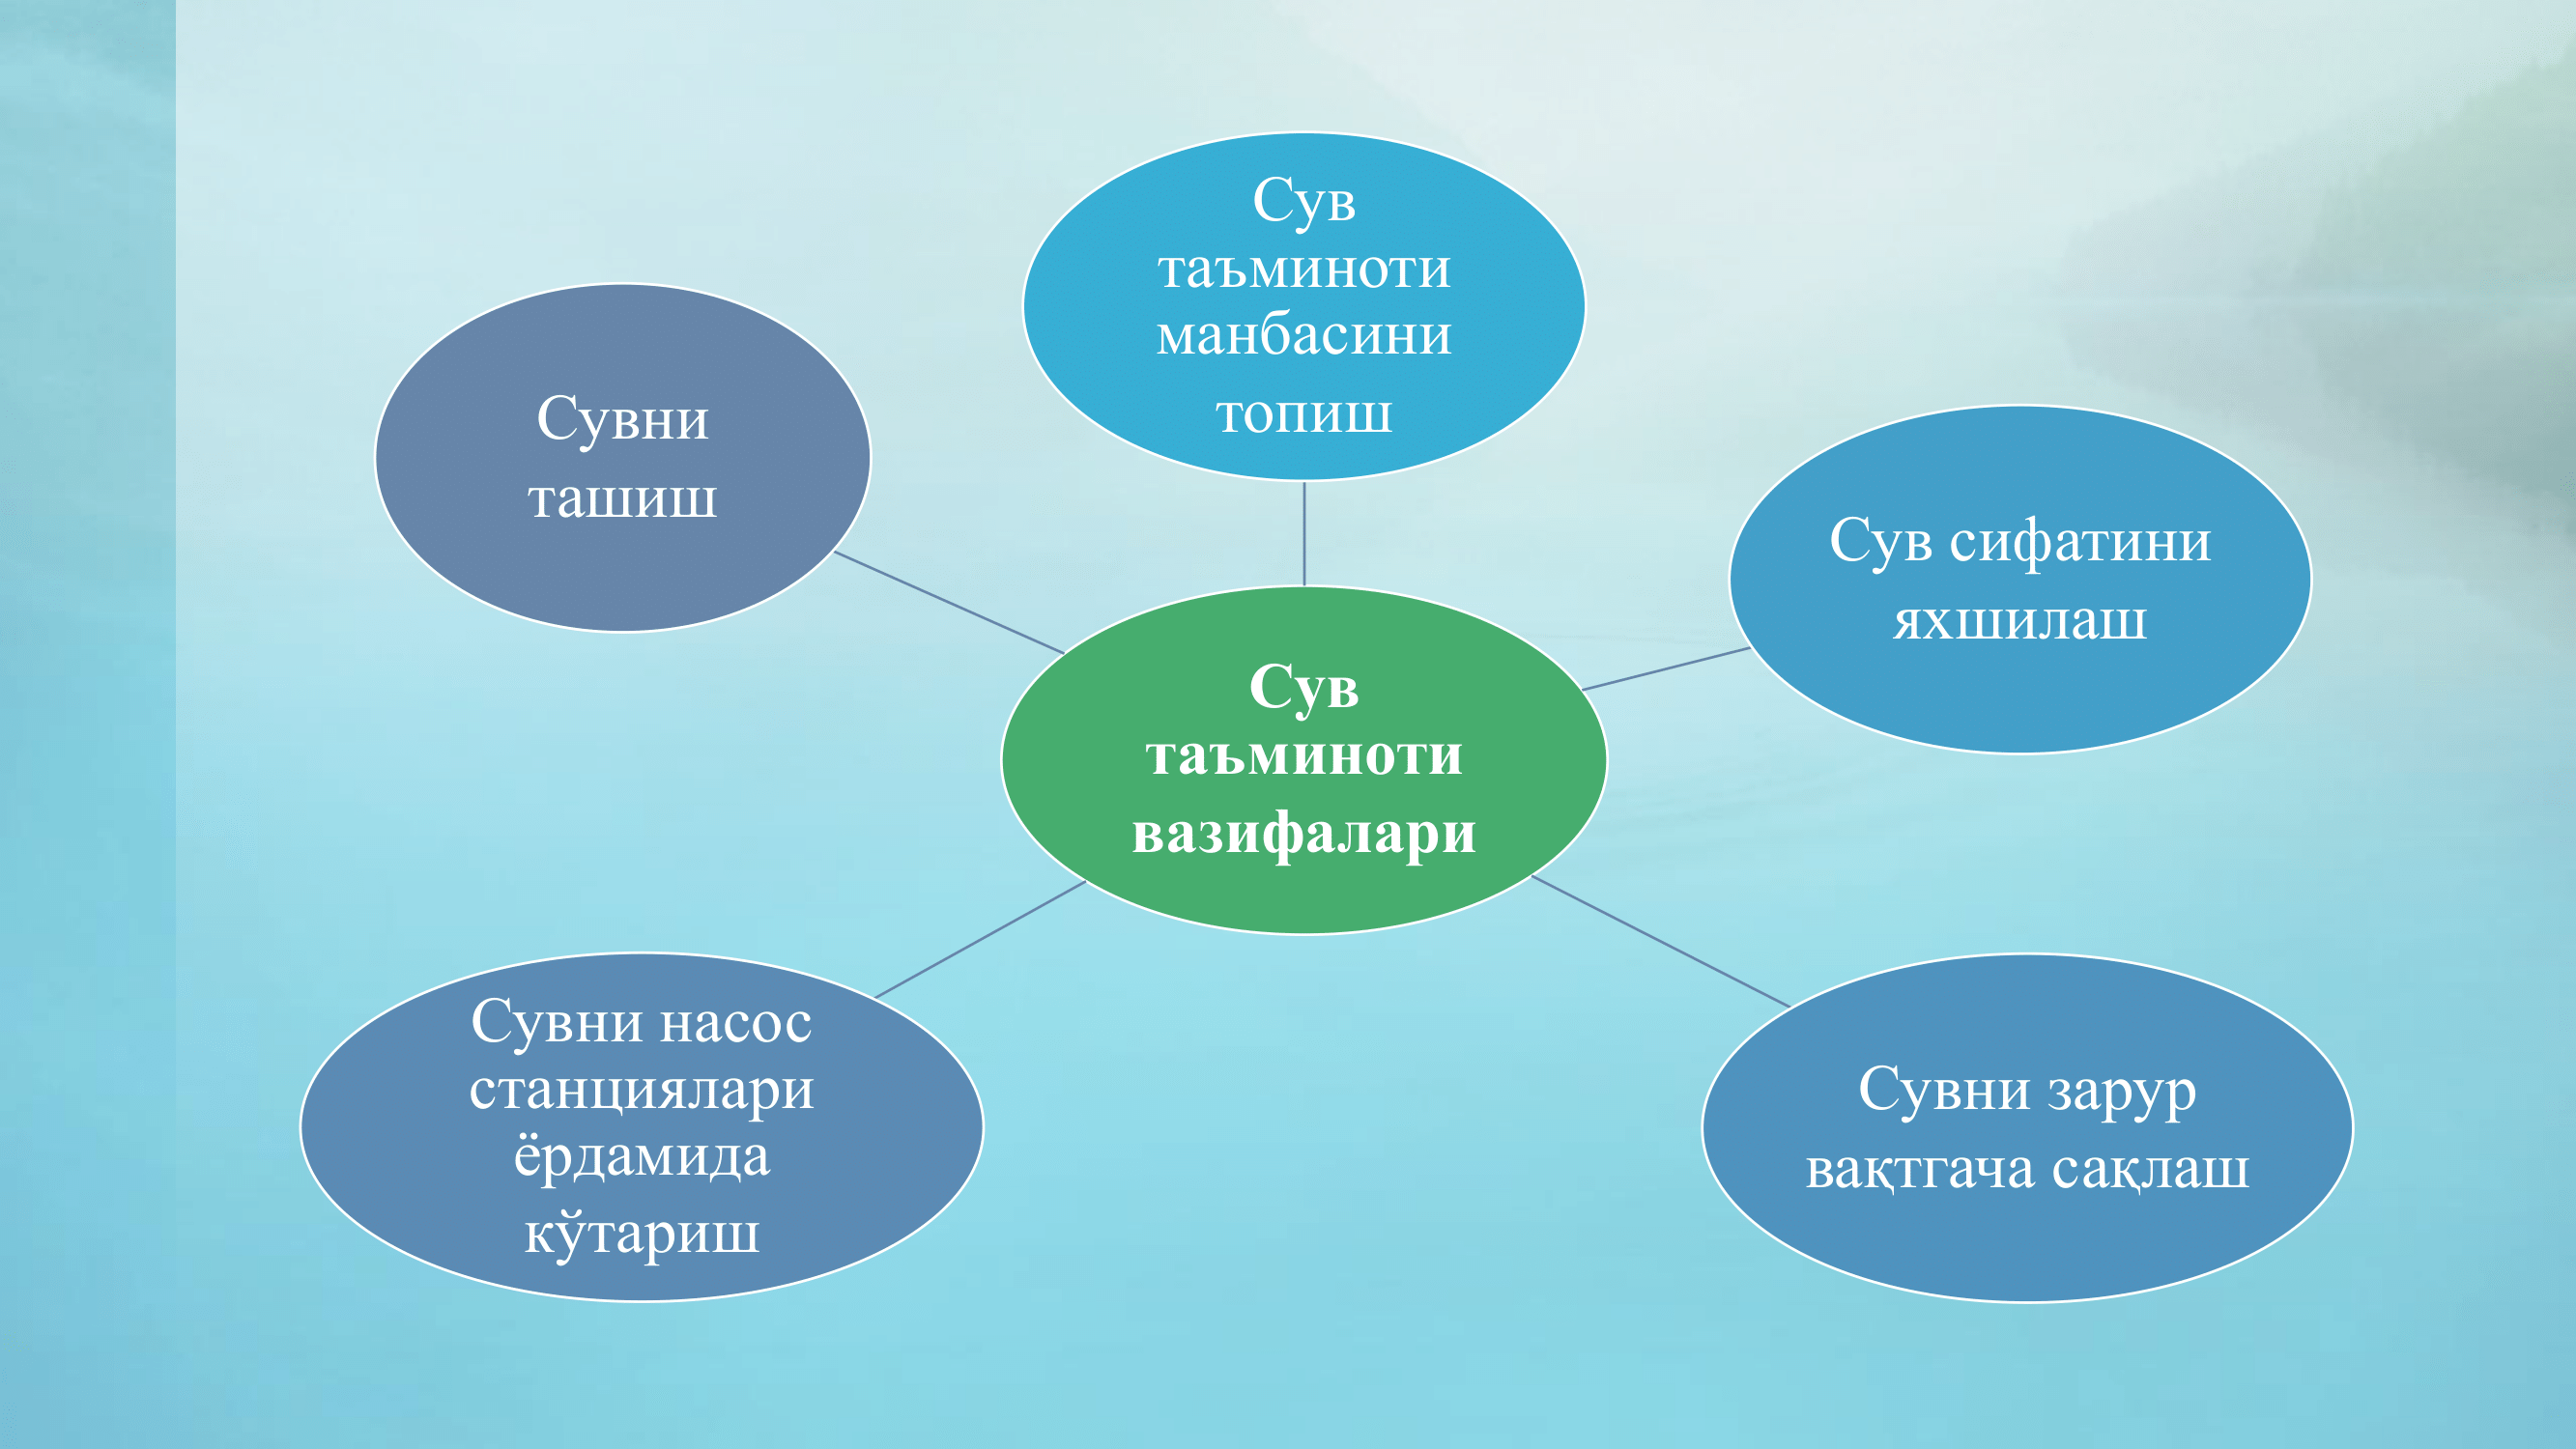 Сув
таъминоти
манбасини
топиш
Сувни
ташиш
Сув сифатини
яхшилаш
Сув
таъминоти
вазифалари
Сувни насос
станциялари
ёрдамида
кўтариш
Сувни зарур
вақтгача сақлаш